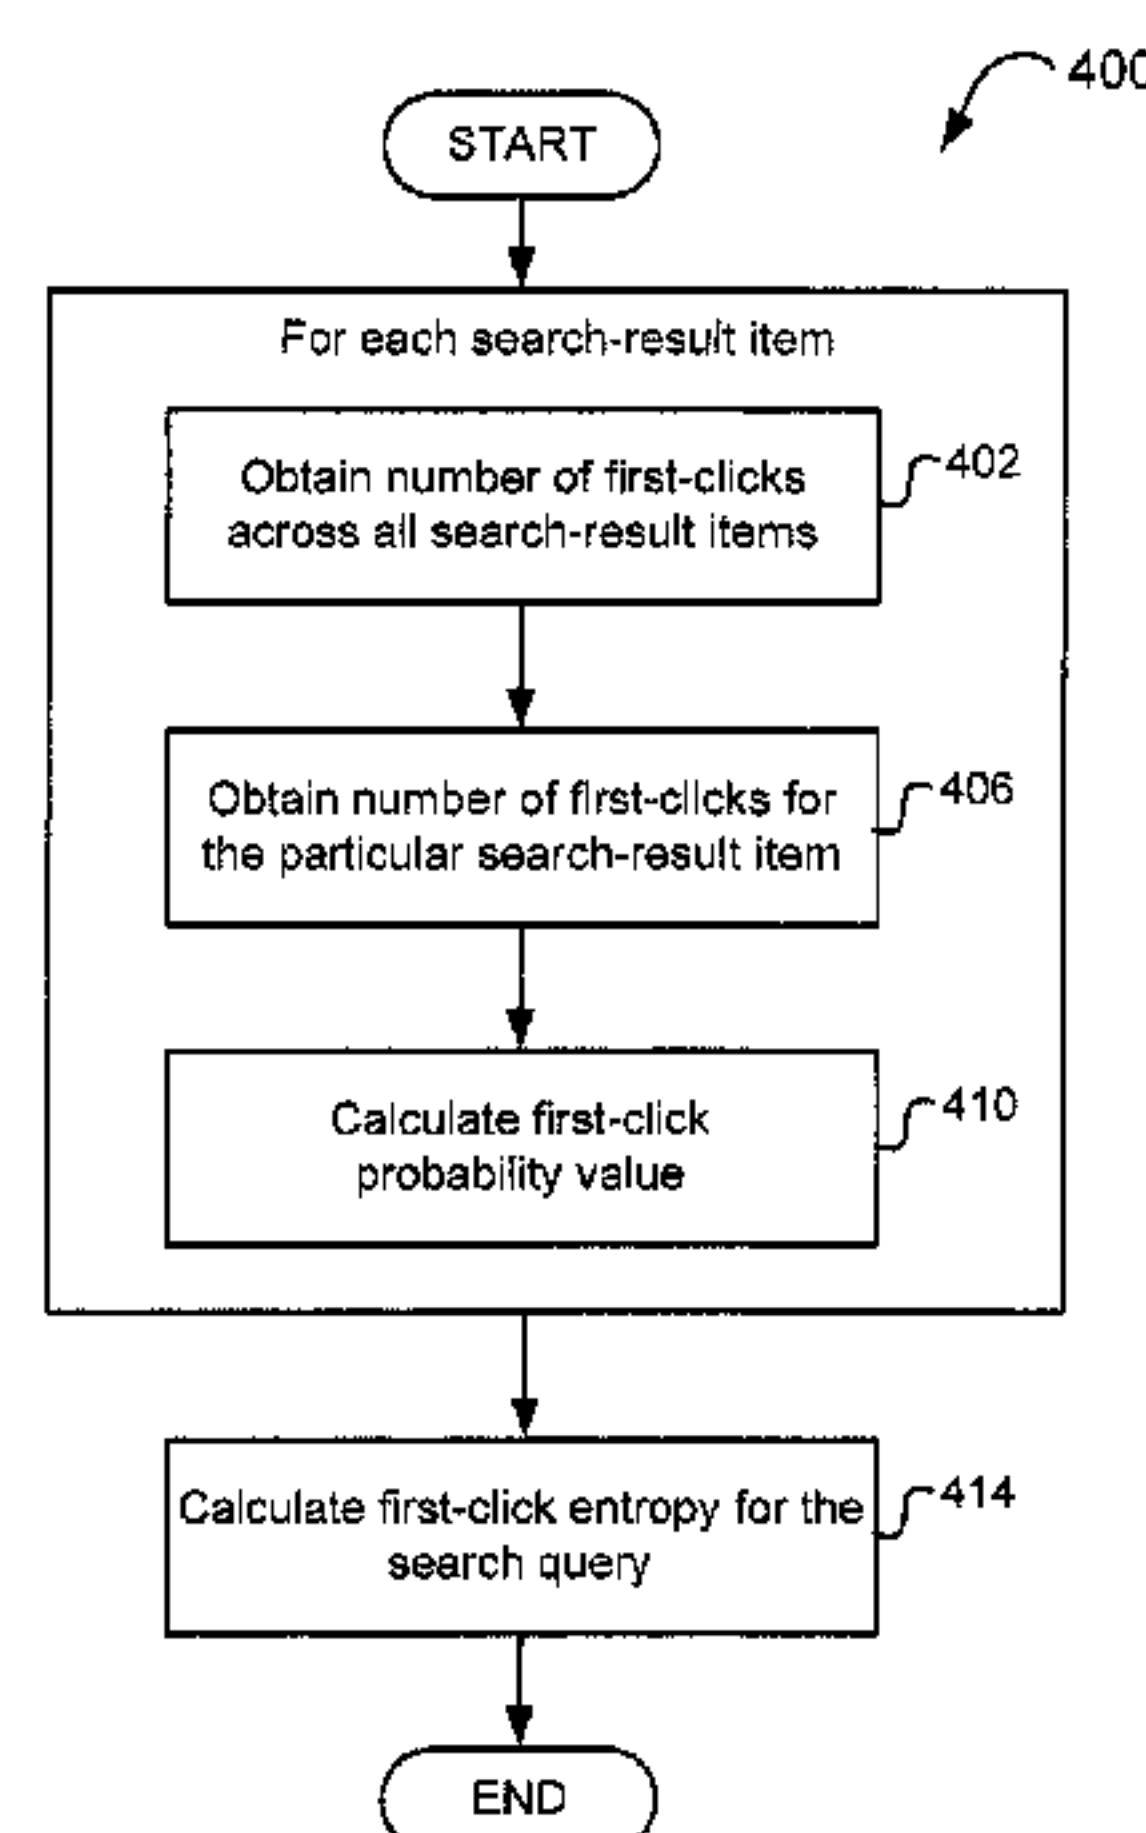 400
START
For each search-result item
Obtain number of first-clicks
across all search-result items
402
Obtain number of first-clicks for
the particular search-result item
406
Calculate first-click
probability value
410
Calculate first-click entropy for the
search query
414
END